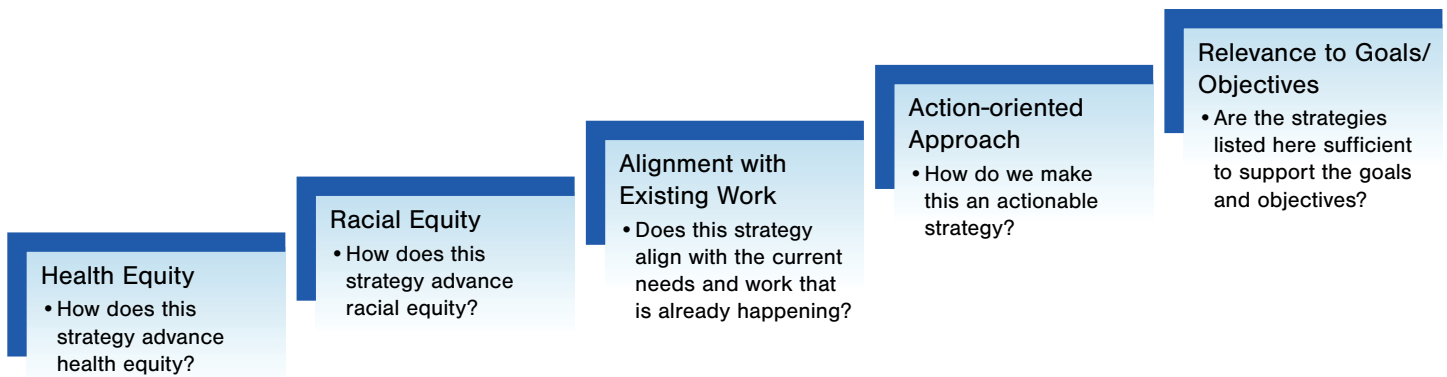 Health Equity
• How does this
strategy advance
health equity?
Racial Equity
• How does this
strategy advance
racial equity?
Alignment with
Existing Work
• Does this strategy
align with the current
needs and work that
is already happening?
Action-oriented
Approach
• How do we make
this an actionable
strategy?
Relevance to Goals/
Objectives
• Are the strategies
listed here sufficient
to support the goals
and objectives?